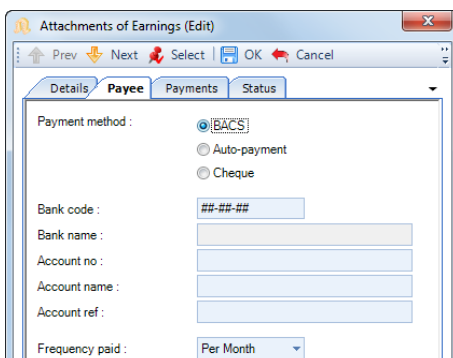 Attachments of Earnings (Edit)
Prev Next Select OK Cancel
Details Payee Payments Status
Payment method : BACS
Auto-payment
Cheque
Bank code : ##-##-##
Bank name :
Account no :
Account name :
Account ref :
Frequency paid : Per Month